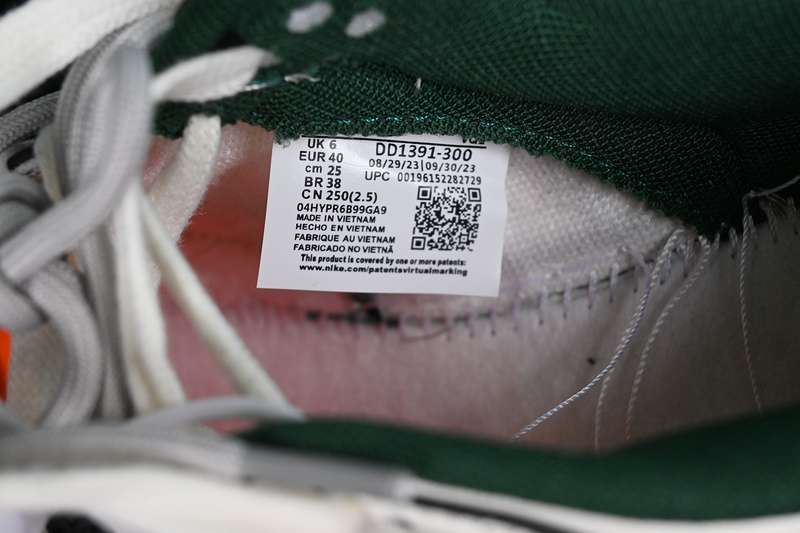 UK 6
EUR 40
cm 25
BR 38
CN 250(2.5)
DD1391-300
08/29/23|09/30/23
UPC 00196152282729
04HYPR6B99GA9
MADE IN VIETNAM
HECHO EN VIETNAM
FABRIQUE AU VIETNAM
FABRICADO NO VIETNÃ
This product is covered by one or more patents:
www.nike.com/patentsvirtualmarking